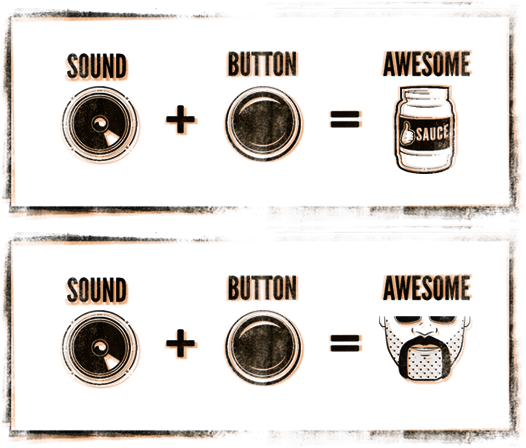 SOUND BUTTON AWESOME
+ =
SAUCE
SOUND BUTTON AWESOME
+ =